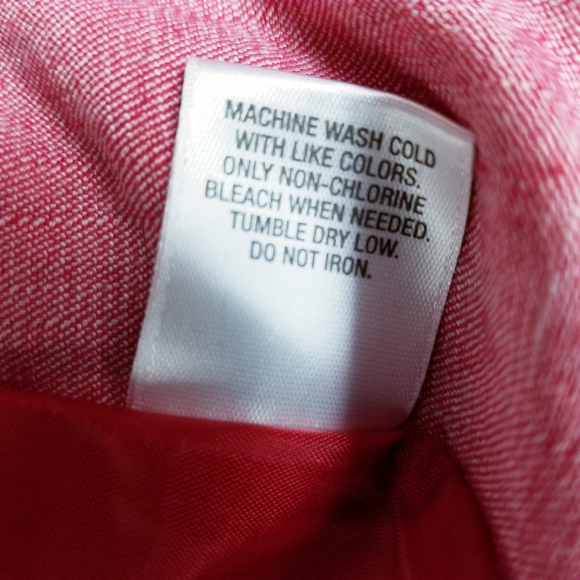 MACHINE WASH COLD
WITH LIKE COLORS.
ONLY NON-CHLORINE
BLEACH WHEN NEEDED.
TUMBLE DRY LOW.
DO NOT IRON.